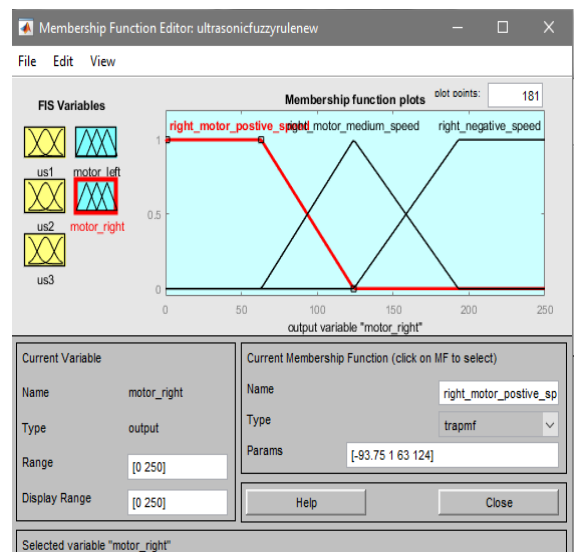 Membership Function Editor: ultrasonicfuzzyrulenew
File Edit View
FIS Variables
Membership function plots
plot points:
181
right_motor_postive_speed
right_motor_medium_speed
right_negative_speed
us1
motor_left
us2
motor_right
us3
1
0.5
0
0 50 100 150 200 250
output variable "motor_right"
Current Variable
Name motor_right
Type output
Range [0 250]
Display Range [0 250]
Current Membership Function (click on MF to select)
Name right_motor_postive_sp
Type trapmf
Params [-93.75 1 63 124]
Help Close
Selected variable "motor_right"